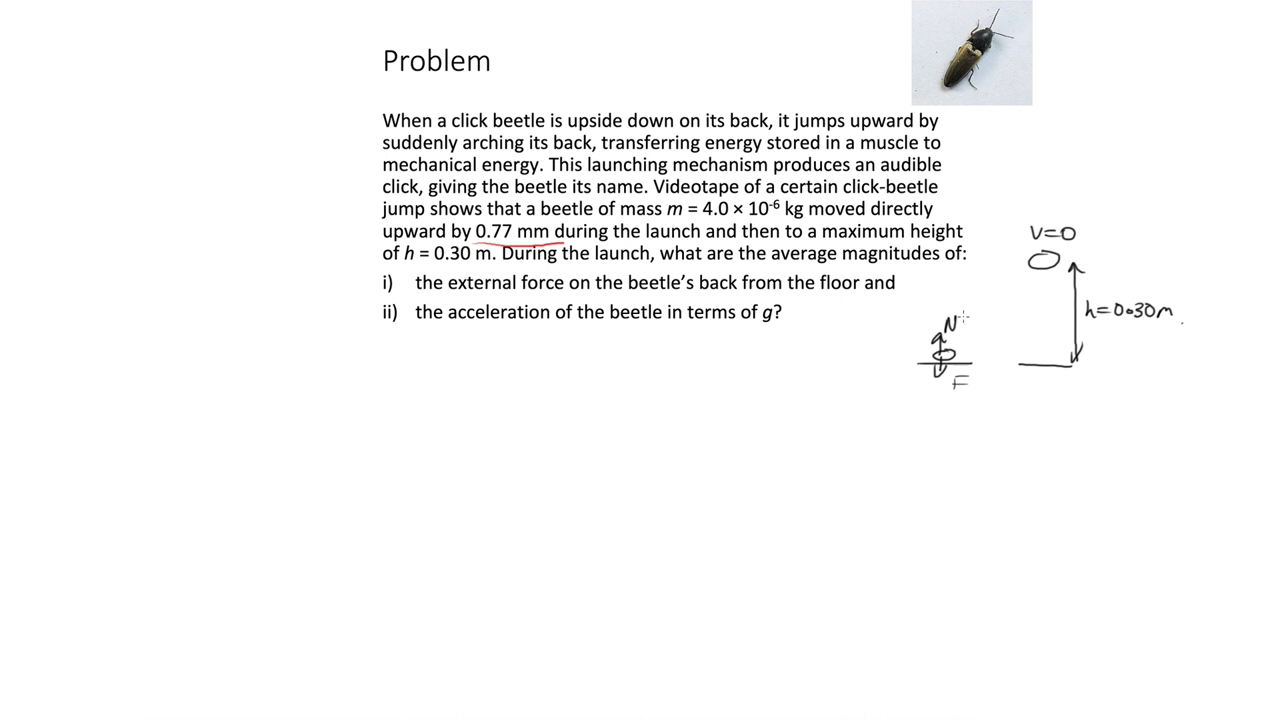 Problem
When a click beetle is upside down on its back, it jumps upward by
suddenly arching its back, transferring energy stored in a muscle to
mechanical energy. This launching mechanism produces an audible
click, giving the beetle its name. Videotape of a certain click-beetle
jump shows that a beetle of mass m = 4.0 × 10⁻⁶ kg moved directly
upward by 0.77 mm during the launch and then to a maximum height
of h = 0.30 m. During the launch, what are the average magnitudes of:
i) the external force on the beetle's back from the floor and
ii) the acceleration of the beetle in terms of g?
V=0
h=0.30m
N
F